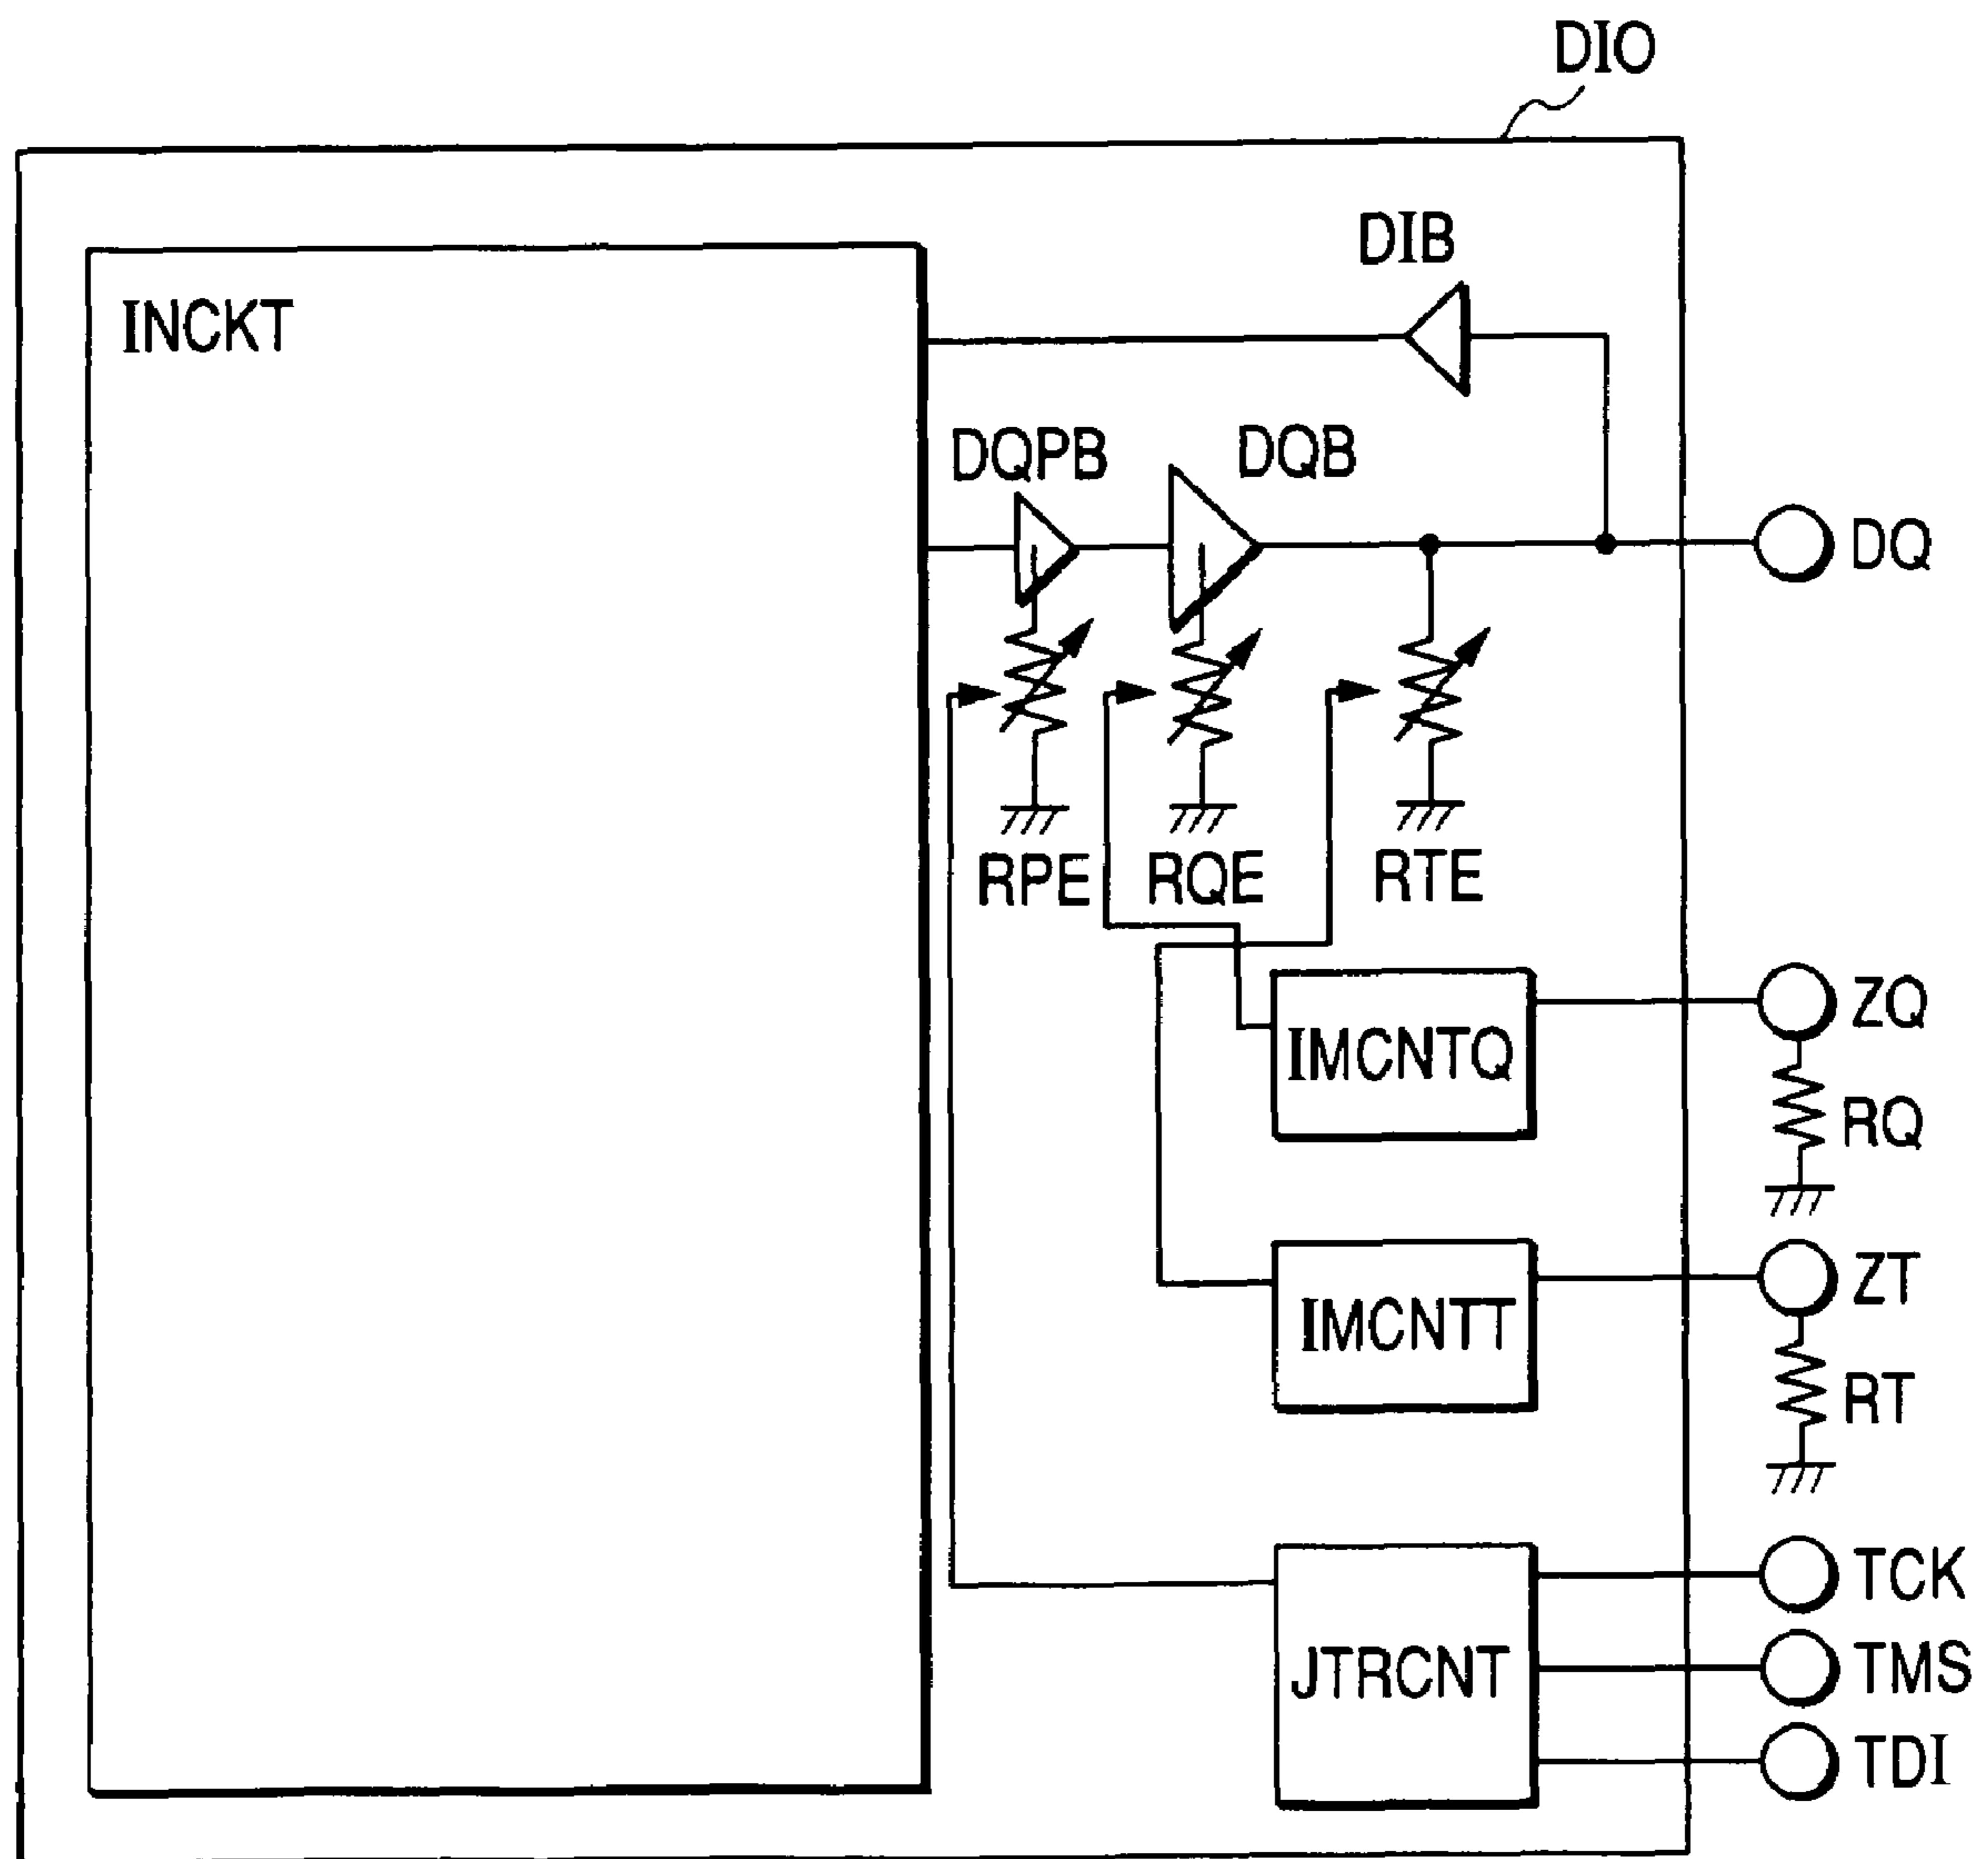 DIO
DIB
INCKT
DQPB
DQB
DQ
RPE
RQE
RTE
ZQ
IMCNTQ
RQ
ZT
IMCNTT
RT
TCK
JTRCNT
TMS
TDI